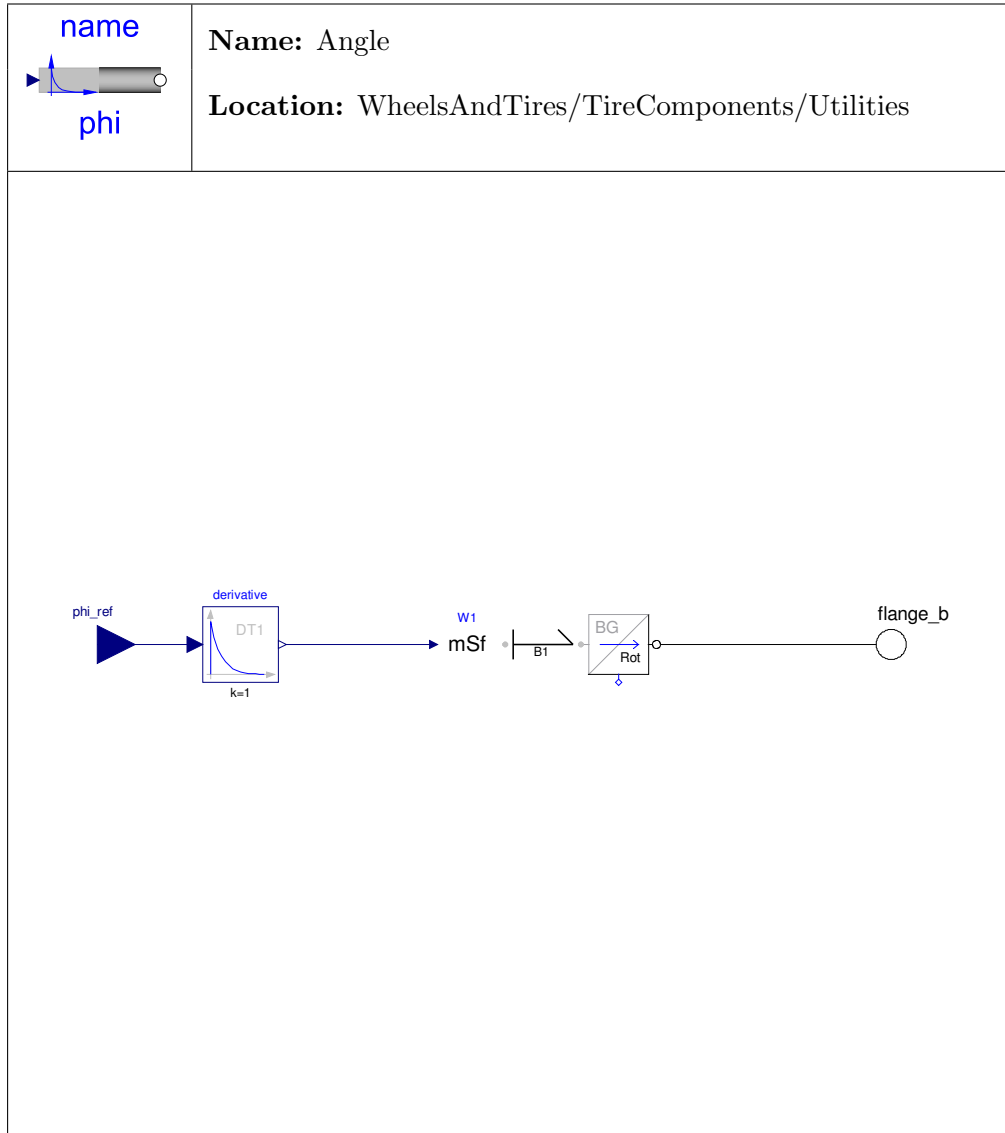 name
phi
Name: Angle
Location: WheelsAndTires/TireComponents/Utilities
derivative
phi_ref
DT1
k=1
W1
mSf
B1
BG
Rot
flange_b